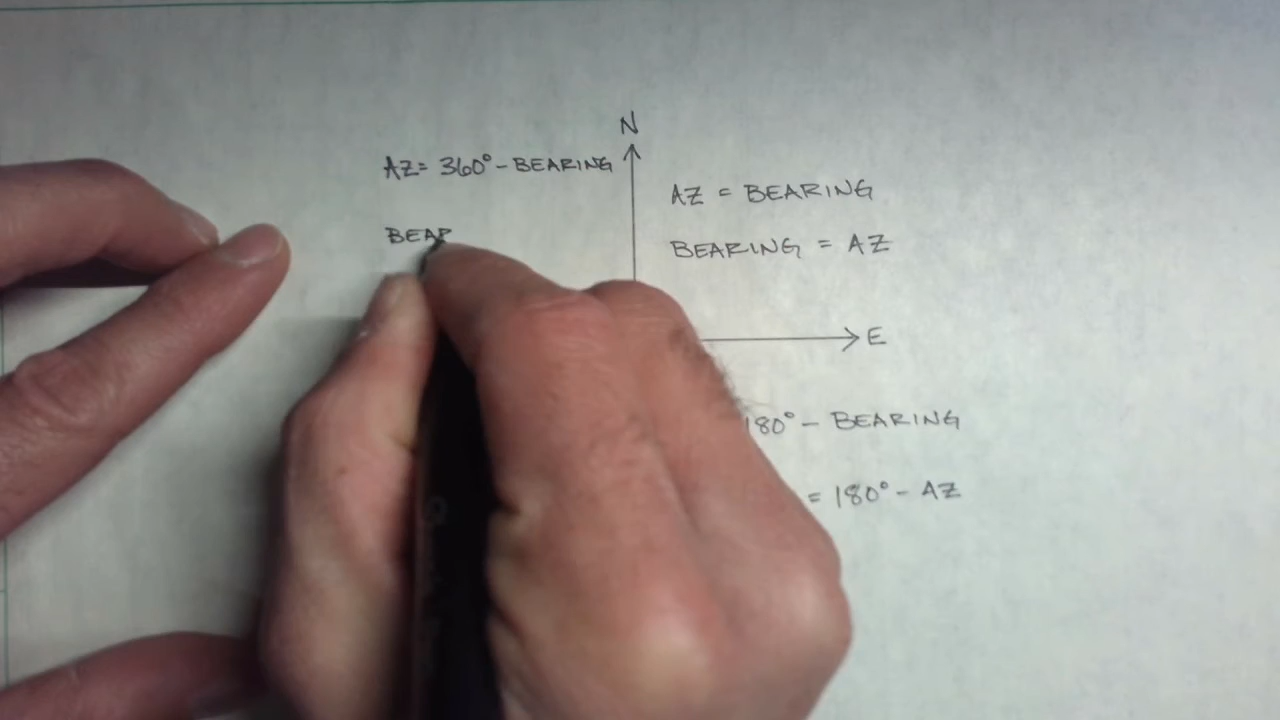 N
AZ= 360° - BEARING
AZ = BEARING
BEAR
BEARING = AZ
E
180° - BEARING
= 180° - AZ